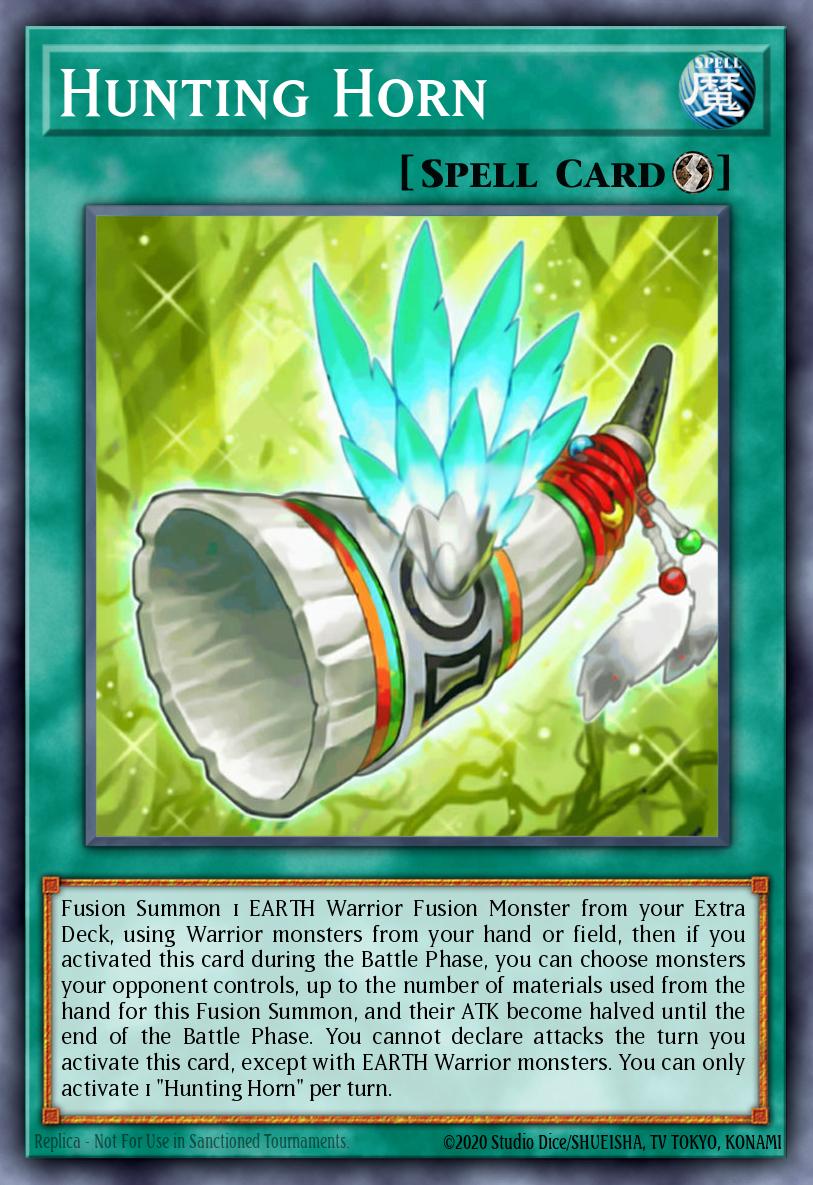 Hunting Horn
SPELL
魔
[Spell Card]
Fusion Summon 1 EARTH Warrior Fusion Monster from your Extra
Deck, using Warrior monsters from your hand or field, then if you
activated this card during the Battle Phase, you can choose monsters
your opponent controls, up to the number of materials used from the
hand for this Fusion Summon, and their ATK become halved until the
end of the Battle Phase. You cannot declare attacks the turn you
activate this card, except with EARTH Warrior monsters. You can only
activate 1 "Hunting Horn" per turn.
Replica - Not For Use in Sanctioned Tournaments.
©2020 Studio Dice/SHUEISHA, TV TOKYO, KONAMI